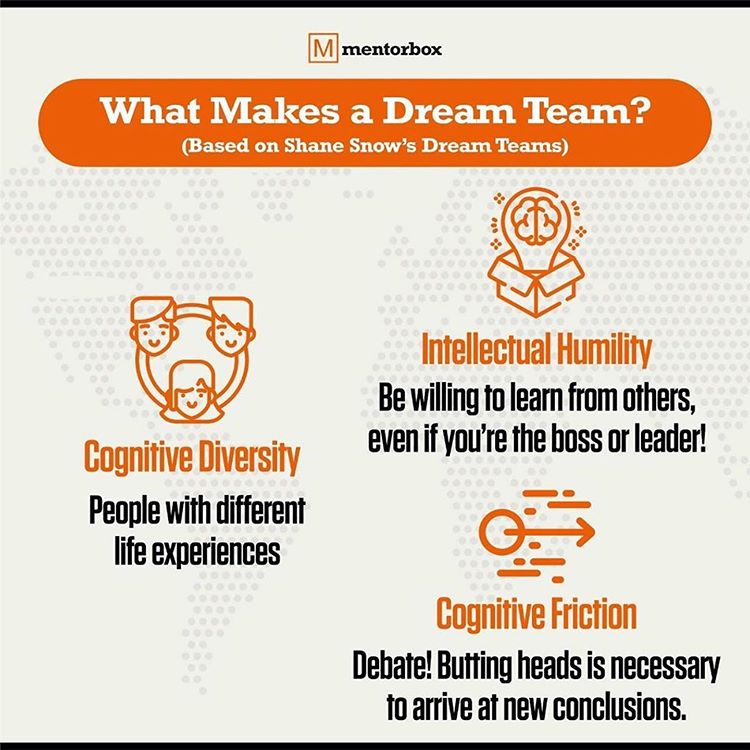 M mentorbox
What Makes a Dream Team?
(Based on Shane Snow's Dream Teams)
Cognitive Diversity
People with different
life experiences
Intellectual Humility
Be willing to learn from others,
even if you're the boss or leader!
Cognitive Friction
Debate! Butting heads is necessary
to arrive at new conclusions.